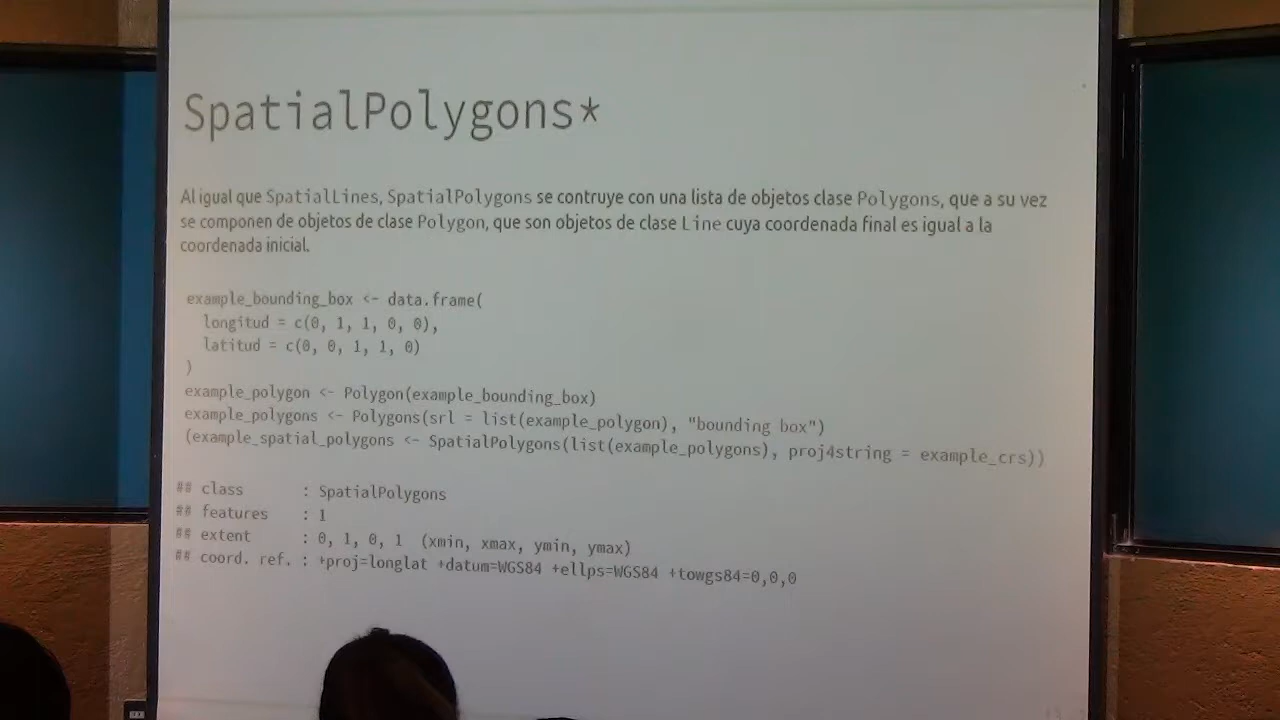 SpatialPolygons*
Al igual que SpatialLines, SpatialPolygons se contruye con una lista de objetos clase Polygons, que a su vez
se componen de objetos de clase Polygon, que son objetos de clase Line cuya coordenada final es igual a la
coordenada inicial.
example_bounding_box <- data.frame(
longitud = c(0, 1, 1, 0, 0),
latitud = c(0, 0, 1, 1, 0)
)
example_polygon <- Polygon(example_bounding_box)
example_polygons <- Polygons(srl = list(example_polygon), "bounding box")
(example_spatial_polygons <- SpatialPolygons(list(example_polygons), proj4string = example_crs))
## class : SpatialPolygons
## features : 1
## extent : 0, 1, 0, 1 (xmin, xmax, ymin, ymax)
## coord. ref. : +proj=longlat +datum=WGS84 +ellps=WGS84 +towgs84=0,0,0